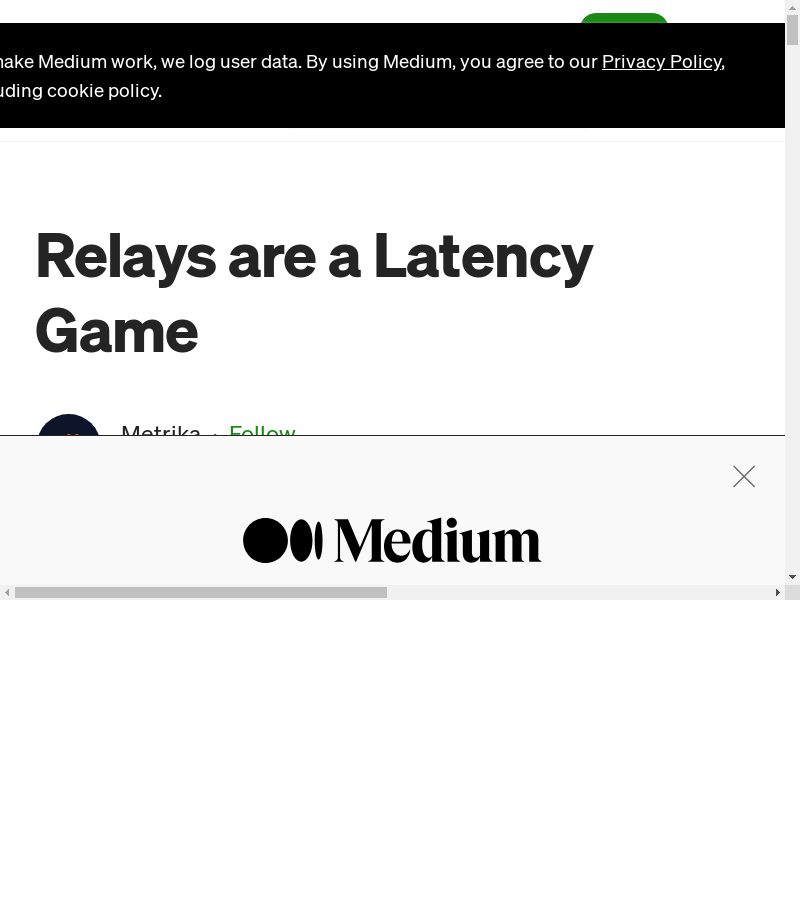 make Medium work, we log user data. By using Medium, you agree to our Privacy Policy,
uding cookie policy.
Relays are a Latency
Game
Metrika · Follow
Medium